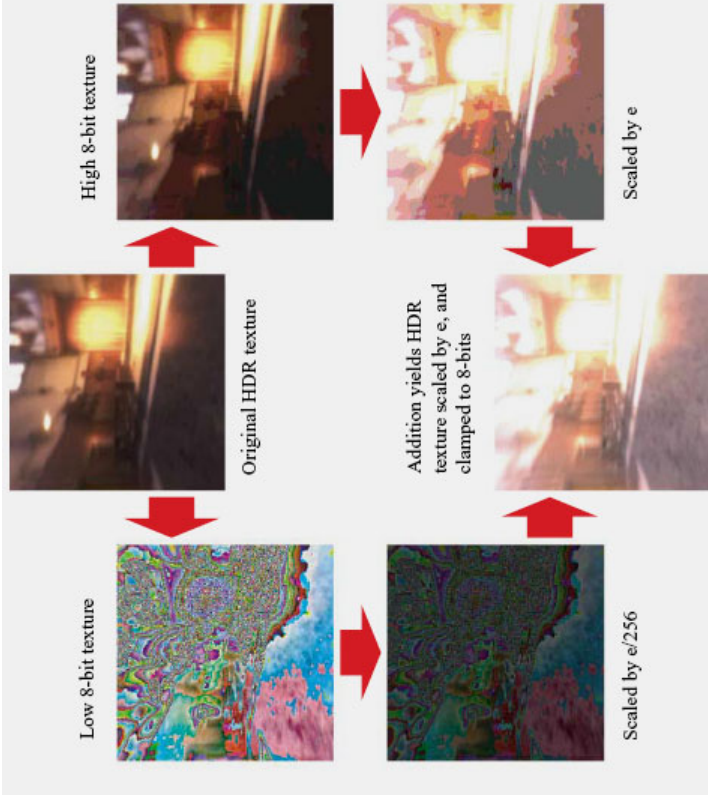 High 8-bit texture
Scaled by e
Original HDR texture
Addition yields HDR
texture scaled by e, and
clamped to 8-bits
Low 8-bit texture
Scaled by e/256